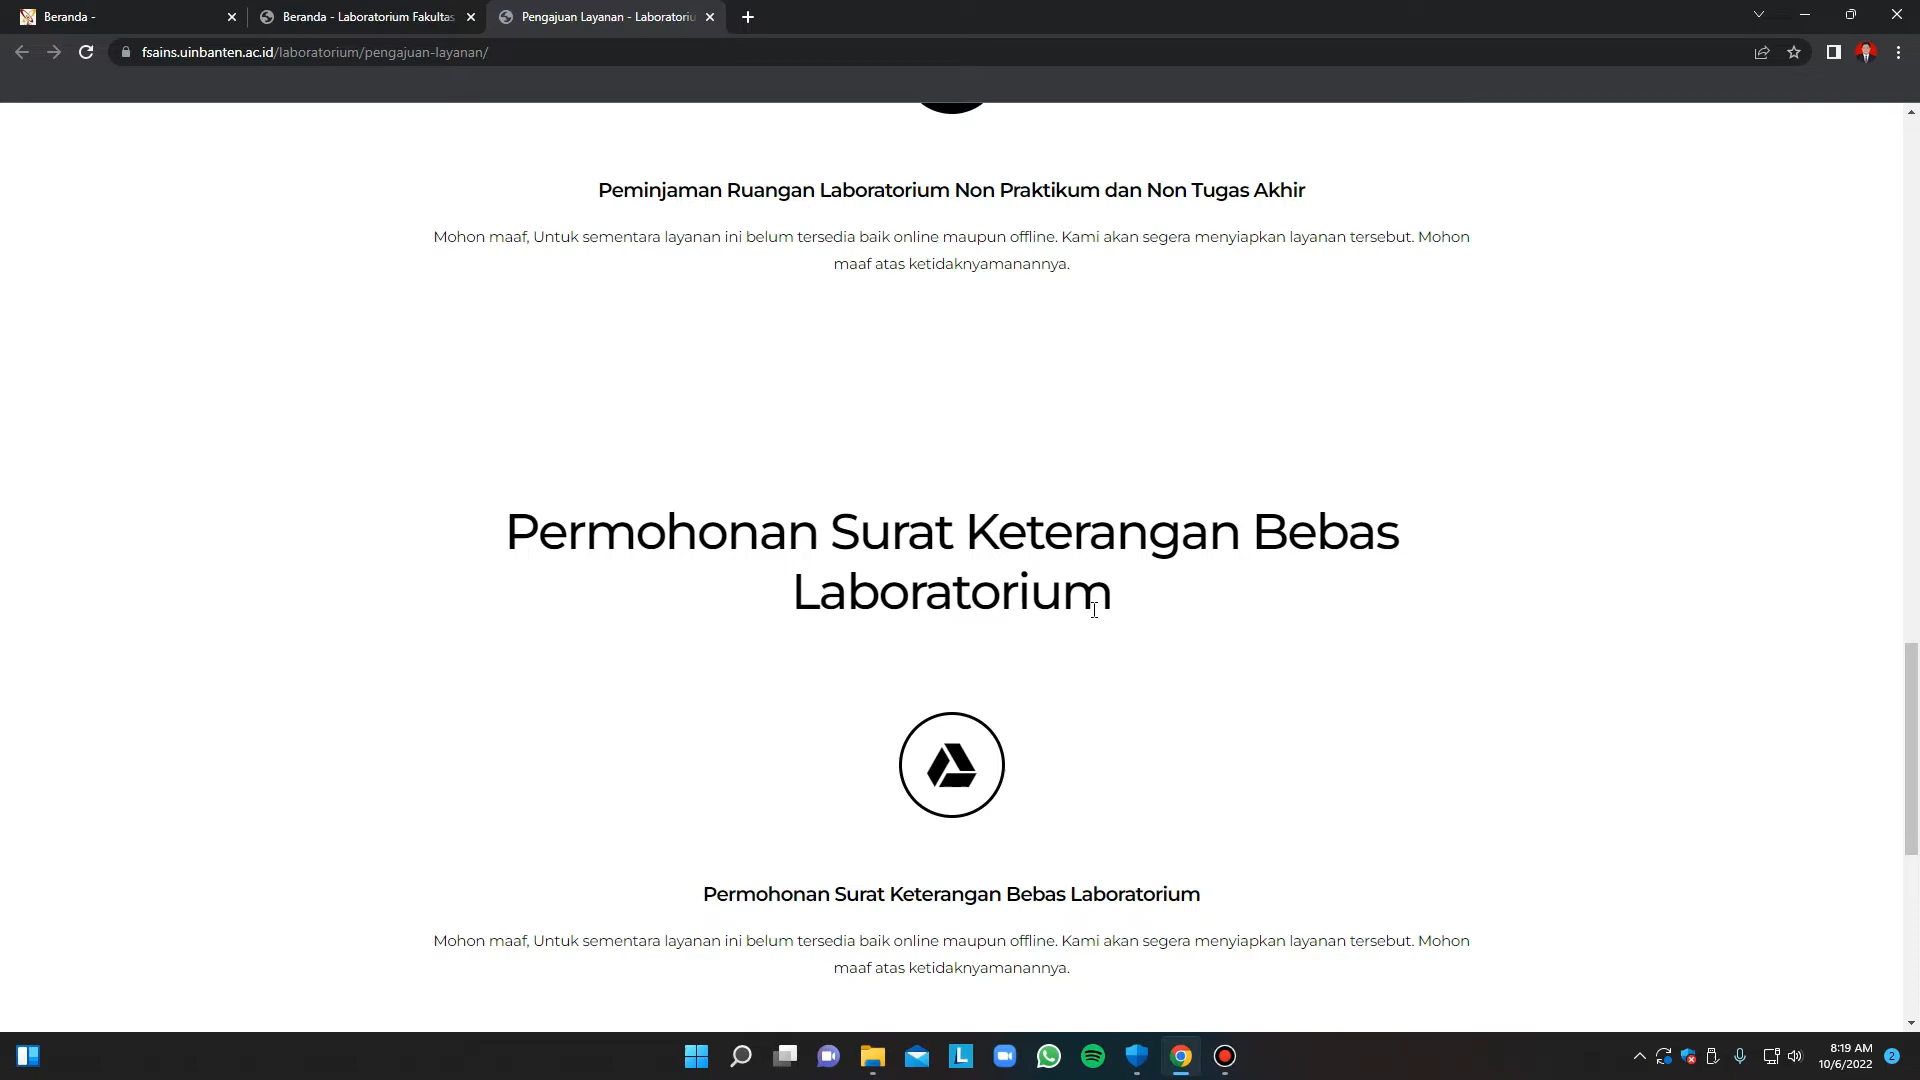 Beranda -
Beranda - Laboratorium Fakultas
Pengajuan Layanan - Laboratoriu
fsains.uinbanten.ac.id/laboratorium/pengajuan-layanan/
Peminjaman Ruangan Laboratorium Non Praktikum dan Non Tugas Akhir
Mohon maaf, Untuk sementara layanan ini belum tersedia baik online maupun offline. Kami akan segera menyiapkan layanan tersebut. Mohon
maaf atas ketidaknyamanannya.
Permohonan Surat Keterangan Bebas
Laboratorium
Permohonan Surat Keterangan Bebas Laboratorium
Mohon maaf, Untuk sementara layanan ini belum tersedia baik online maupun offline. Kami akan segera menyiapkan layanan tersebut. Mohon
maaf atas ketidaknyamanannya.
L
8:19 AM
10/6/2022
2